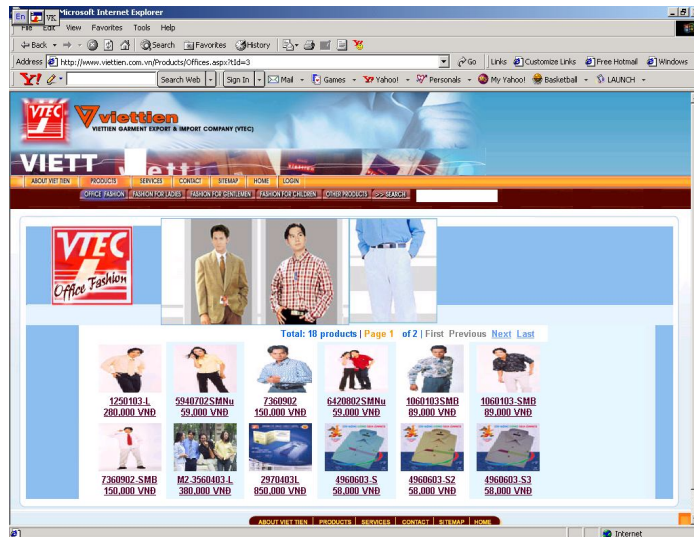 En VK Microsoft Internet Explorer
File Edit View Favorites Tools Help
Back Search Favorites History
Address http://www.viettien.com.vn/Products/Offices.aspx?tId=3 Go Links Customize Links Free Hotmail Windows
Y! Search Web Sign In Mail Games Yahoo! Personals My Yahoo! Basketball LAUNCH
VTEC viettien
VIETTIEN GARMENT EXPORT & IMPORT COMPANY (VTEC)
VIETT
ABOUT VIET TIEN PRODUCTS SERVICES CONTACT SITEMAP HOME LOGIN
OFFICE FASHION FASHION FOR LADIES FASHION FOR GENTLEMEN FASHION FOR CHILDREN OTHER PRODUCTS >> SEARCH
VTEC
Office Fashion
Total: 18 products | Page 1 of 2 | First Previous Next Last
1250103-L 5940702SMNu 7360902 6420802SMNu 1060103SMB 1060103-SMB
280,000 VNĐ 59,000 VNĐ 150,000 VNĐ 59,000 VNĐ 89,000 VNĐ 89,000 VNĐ
7360902-SMB M2-3560403-L 2970403L 4960603-S 4960603-S2 4960603-S3
150,000 VNĐ 380,000 VNĐ 850,000 VNĐ 58,000 VNĐ 58,000 VNĐ 58,000 VNĐ
ABOUT VIET TIEN PRODUCTS SERVICES CONTACT SITEMAP HOME
Internet